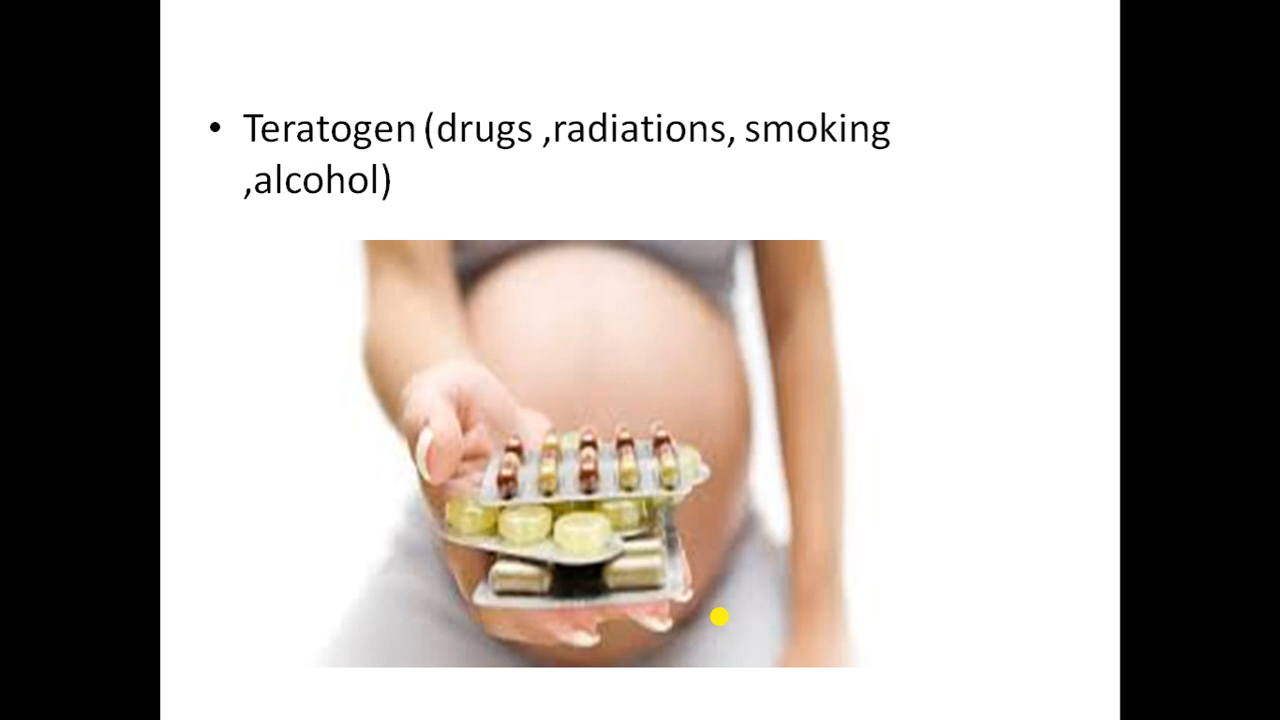 • Teratogen (drugs ,radiations, smoking
,alcohol)